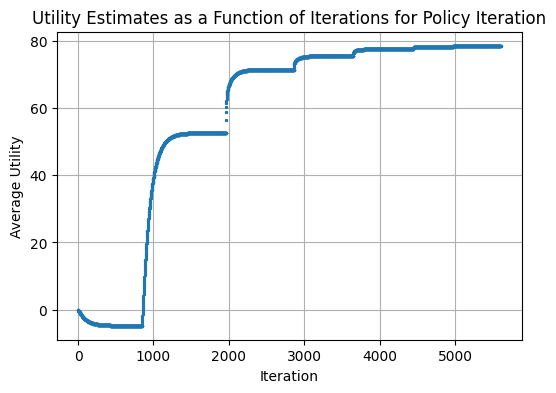 Utility Estimates as a Function of Iterations for Policy Iteration
80
60
40
20
0
Average Utility
0 1000 2000 3000 4000 5000
Iteration